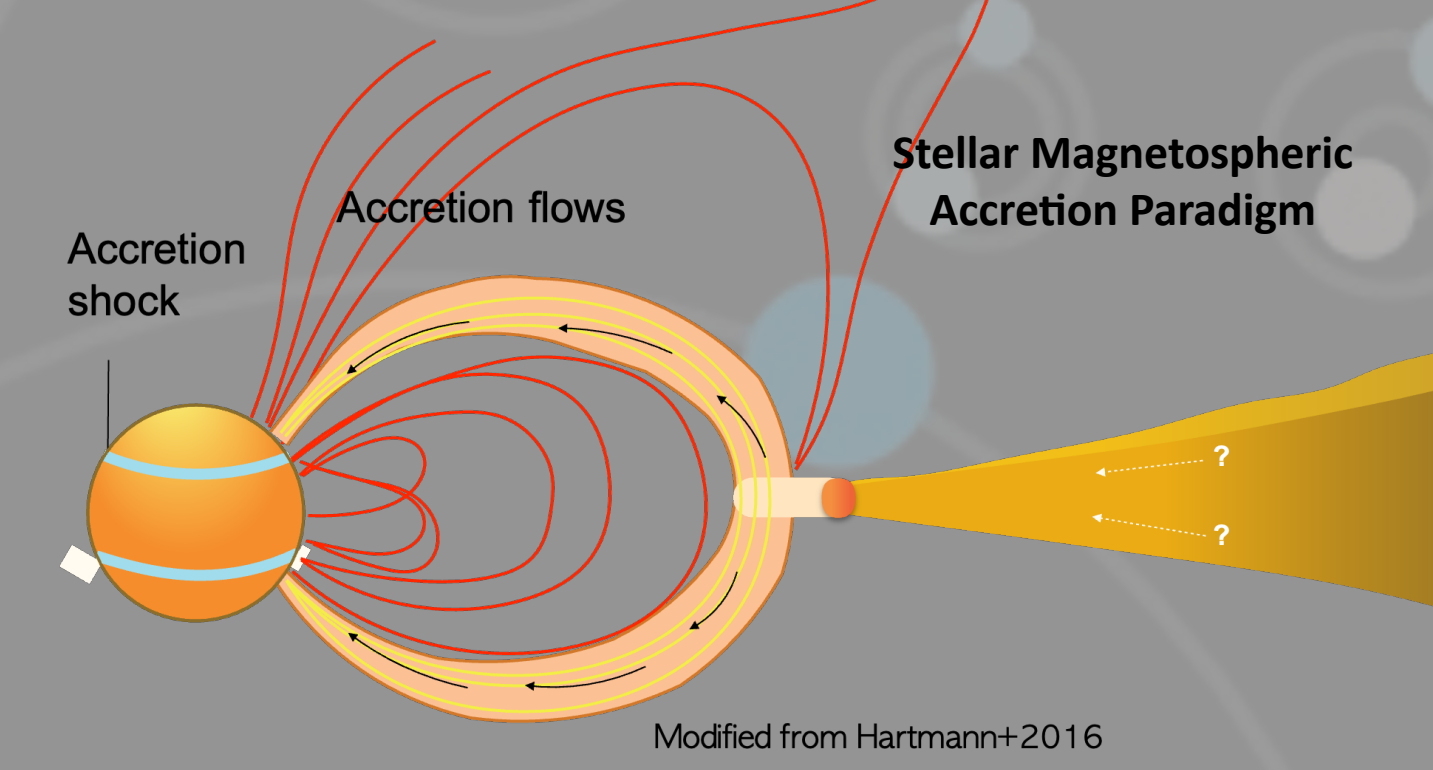 Stellar Magnetospheric
Accretion Paradigm
Accretion flows
Accretion
shock
?
?
Modified from Hartmann+2016